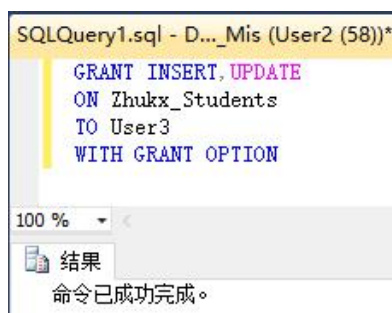 SQLQuery1.sql - D..._Mis (User2 (58))*
GRANT INSERT,UPDATE
ON Zhukx_Students
TO User3
WITH GRANT OPTION
100 %
结果
命令已成功完成。